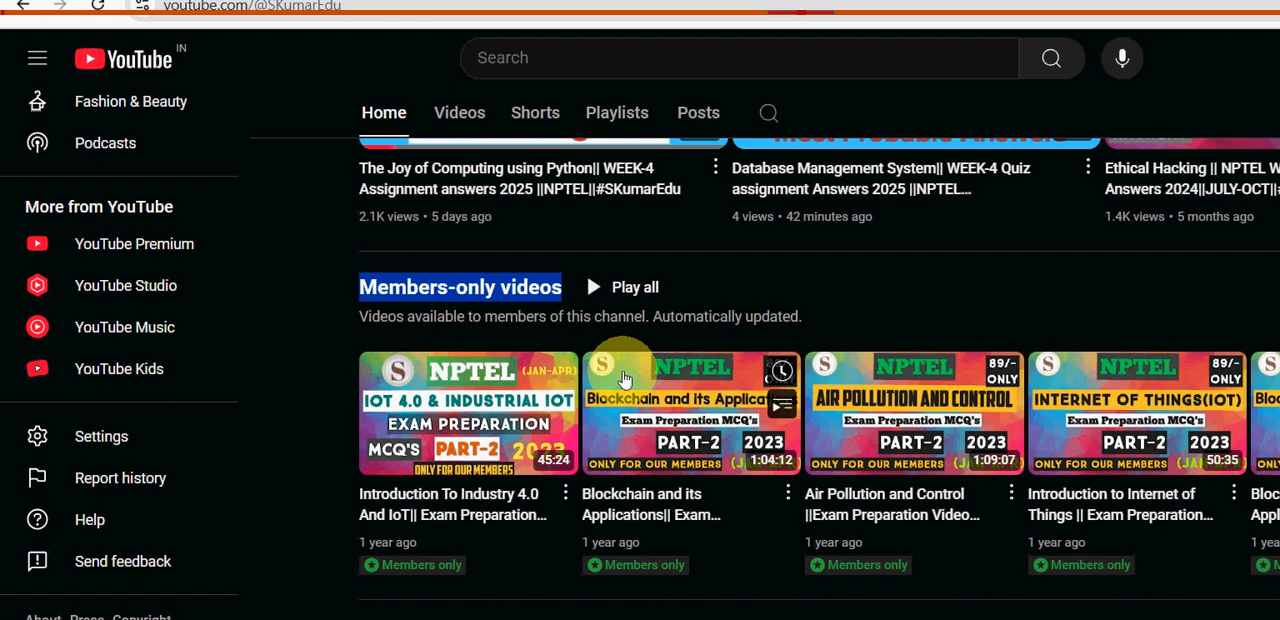 youtube.com/@SKumarEdu
YouTube IN
Search
Fashion & Beauty
Podcasts
More from YouTube
YouTube Premium
YouTube Studio
YouTube Music
YouTube Kids
Settings
Report history
Help
Send feedback
About Press Copyright
Home Videos Shorts Playlists Posts
The Joy of Computing using Python|| WEEK-4
Assignment answers 2025 ||NPTEL||#SKumarEdu
2.1K views • 5 days ago
Most Probable Answers
Database Management System|| WEEK-4 Quiz
assignment Answers 2025 ||NPTEL...
4 views • 42 minutes ago
Ethical Hacking || NPTEL W
Answers 2024||JULY-OCT||
1.4K views • 5 months ago
Members-only videos Play all
Videos available to members of this channel. Automatically updated.
S NPTEL (JAN-APR)
IOT 4.0 & INDUSTRIAL IOT
EXAM PREPARATION
MCQ'S PART-2
ONLY FOR OUR MEMBERS
45:24
Introduction To Industry 4.0
And IoT|| Exam Preparation...
1 year ago
Members only
S NPTEL
Blockchain and its
Exam Preparation MCQ's
PART-2 2023
ONLY FOR OUR MEMBERS
1:04:12
Blockchain and its
Applications|| Exam...
1 year ago
Members only
S NPTEL 89/-
ONLY
AIR POLLUTION AND CONTROL
Exam Preparation MCQ's
PART-2 2023
ONLY FOR OUR MEMBERS
1:09:07
Air Pollution and Control
||Exam Preparation Video...
1 year ago
Members only
S NPTEL 89/-
ONLY
INTERNET OF THINGS(IOT)
Exam Preparation MCQ's
PART-2 2023
ONLY FOR OUR MEMBERS
50:35
Introduction to Internet of
Things || Exam Preparation...
1 year ago
Members only
S
Bloc
Appl
1 yea